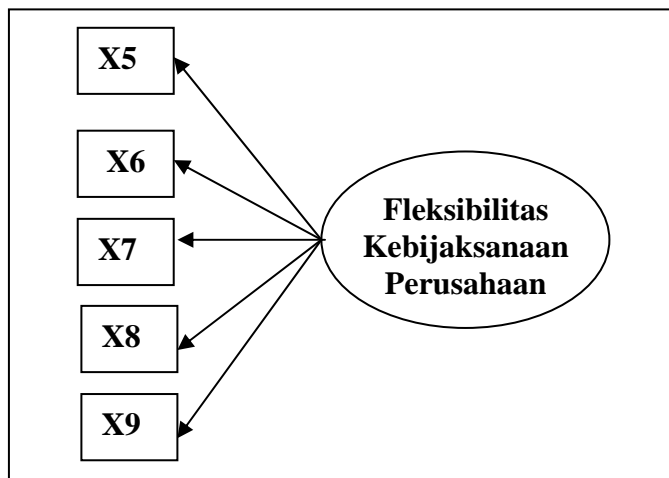 X5
X6
X7
X8
X9
Fleksibilitas
Kebijaksanaan
Perusahaan